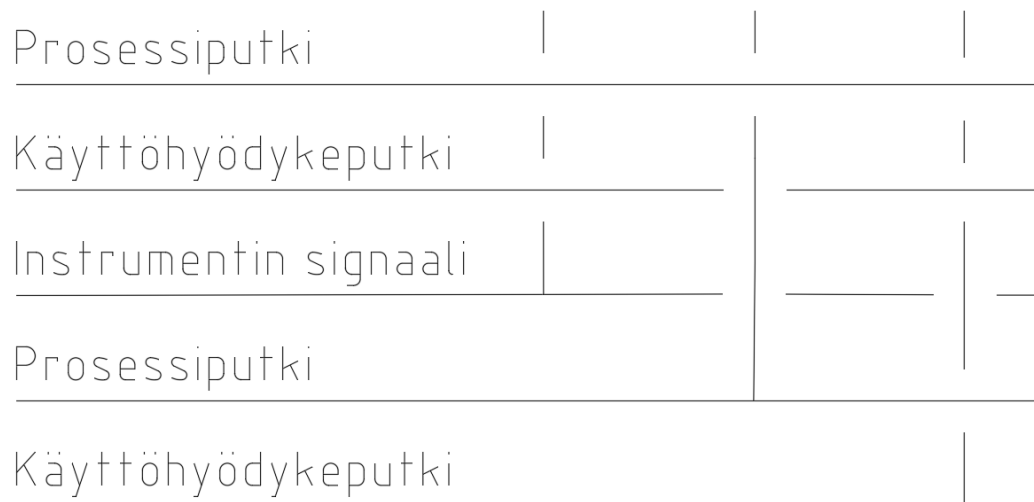 Prosessiputki
Käyttöhyödykeputki
Instrumentin signaali
Prosessiputki
Käyttöhyödykeputki